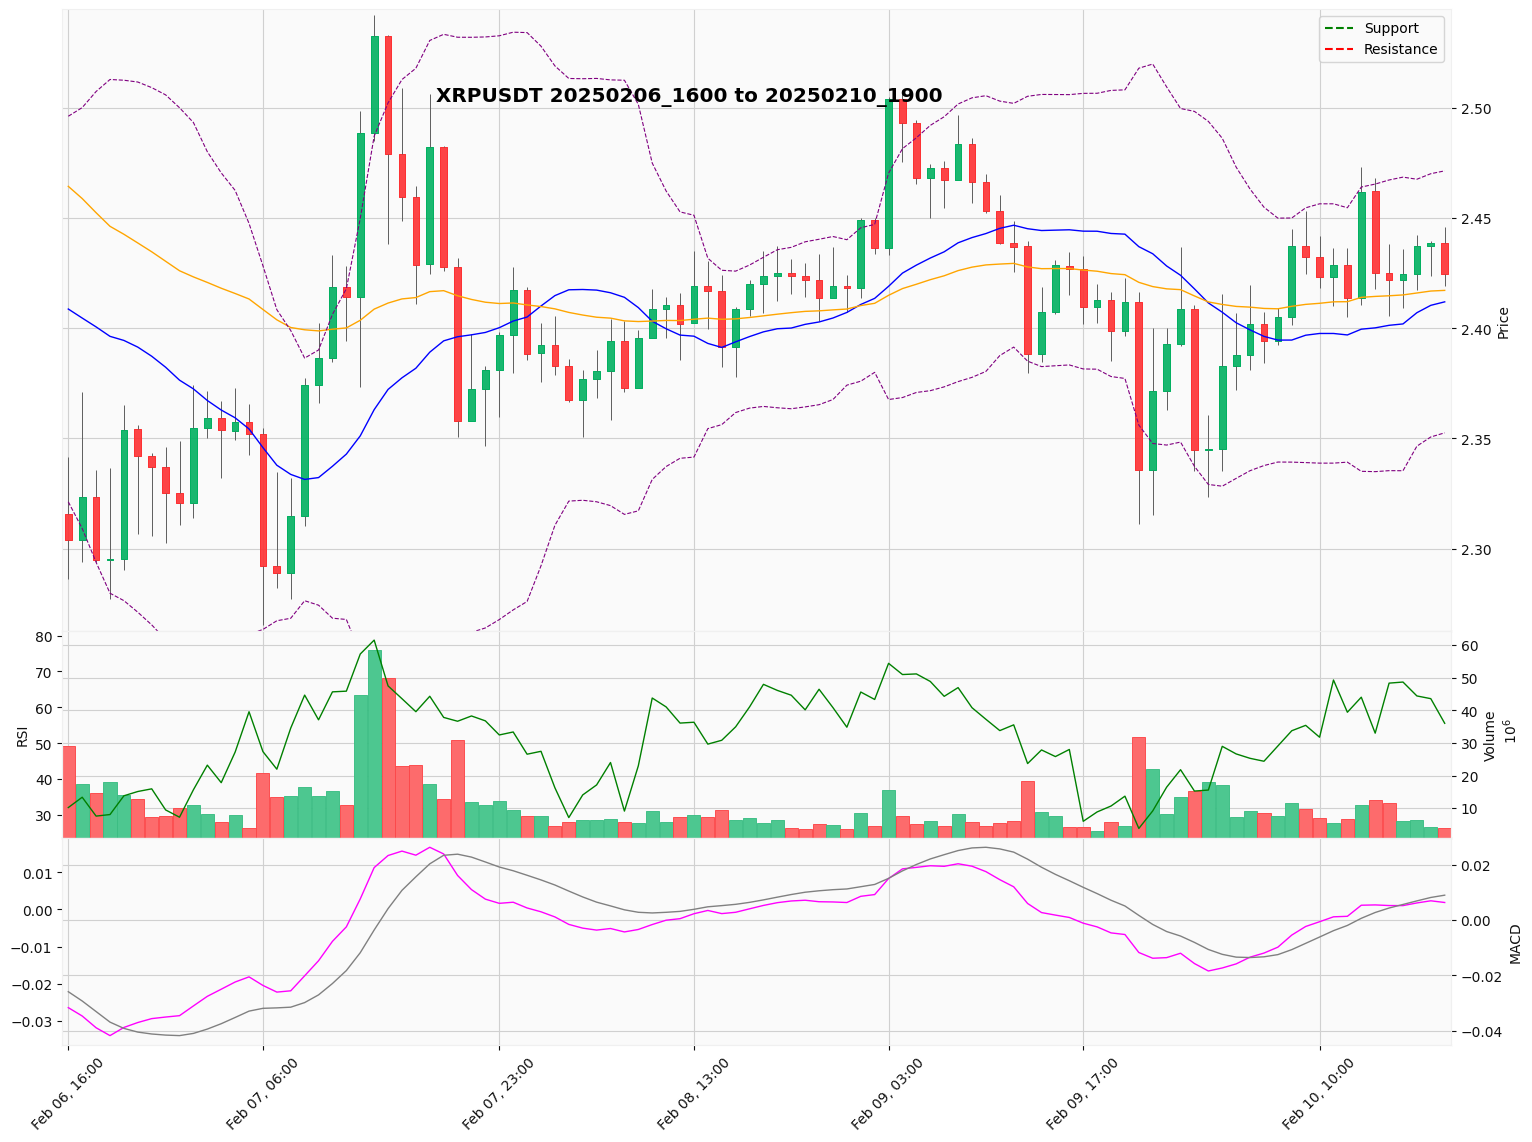 Support
Resistance
XRPUSDT 20250206_1600 to 20250210_1900
2.50
2.45
2.40
2.35
2.30
Price
80
70
60
50
40
30
RSI
60
50
40
30
20
10
Volume
10^6
0.01
0.00
−0.01
−0.02
−0.03
0.02
0.00
−0.02
−0.04
MACD
Feb 06, 16:00
Feb 07, 06:00
Feb 07, 23:00
Feb 08, 13:00
Feb 09, 03:00
Feb 09, 17:00
Feb 10, 10:00